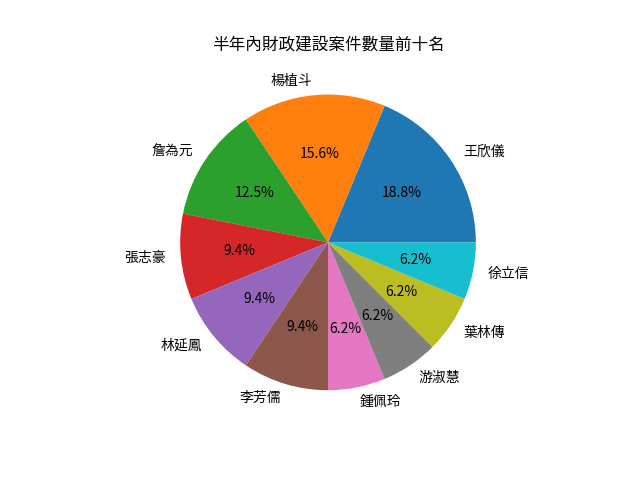 半年內財政建設案件數量前十名
楊植斗
王欣儀
詹為元
15.6%
18.8%
12.5%
張志豪
9.4%
6.2%
徐立信
林延鳳
9.4%
6.2%
葉林傳
李芳儒
9.4%
6.2%
6.2%
游淑慧
鍾佩玲